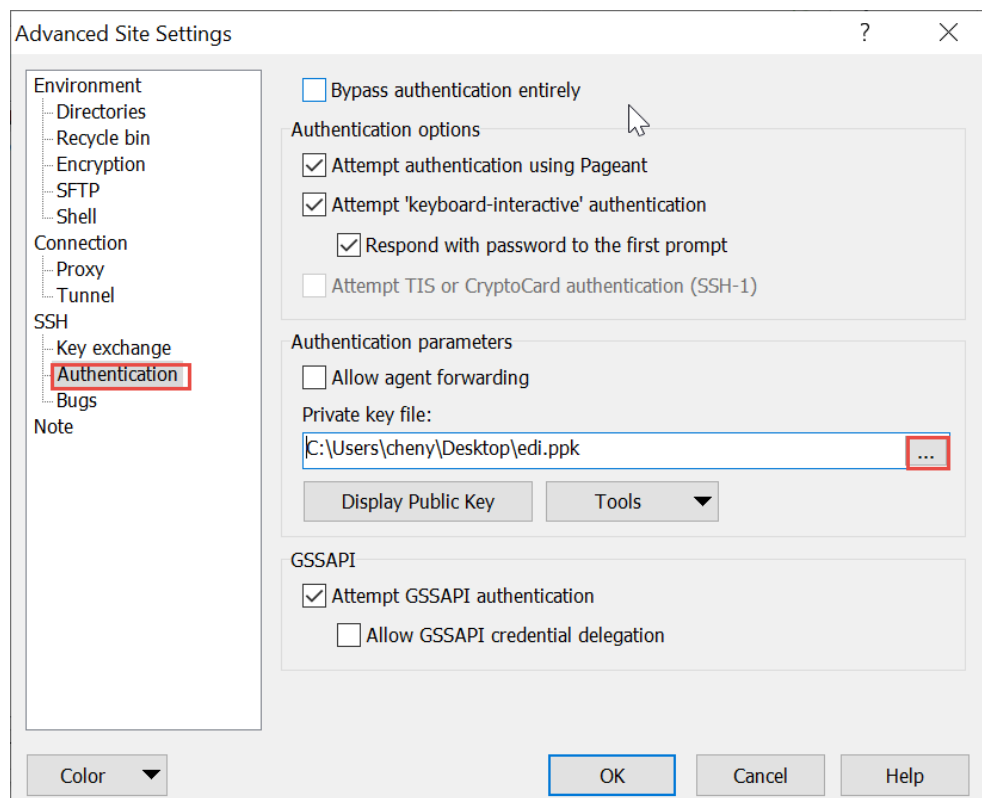 Advanced Site Settings
?
Environment
Directories
Recycle bin
Encryption
SFTP
Shell
Connection
Proxy
Tunnel
SSH
Key exchange
Authentication
Bugs
Note
Bypass authentication entirely
Authentication options
Attempt authentication using Pageant
Attempt 'keyboard-interactive' authentication
Respond with password to the first prompt
Attempt TIS or CryptoCard authentication (SSH-1)
Authentication parameters
Allow agent forwarding
Private key file:
C:\Users\cheny\Desktop\edi.ppk
...
Display Public Key
Tools
GSSAPI
Attempt GSSAPI authentication
Allow GSSAPI credential delegation
Color
OK
Cancel
Help